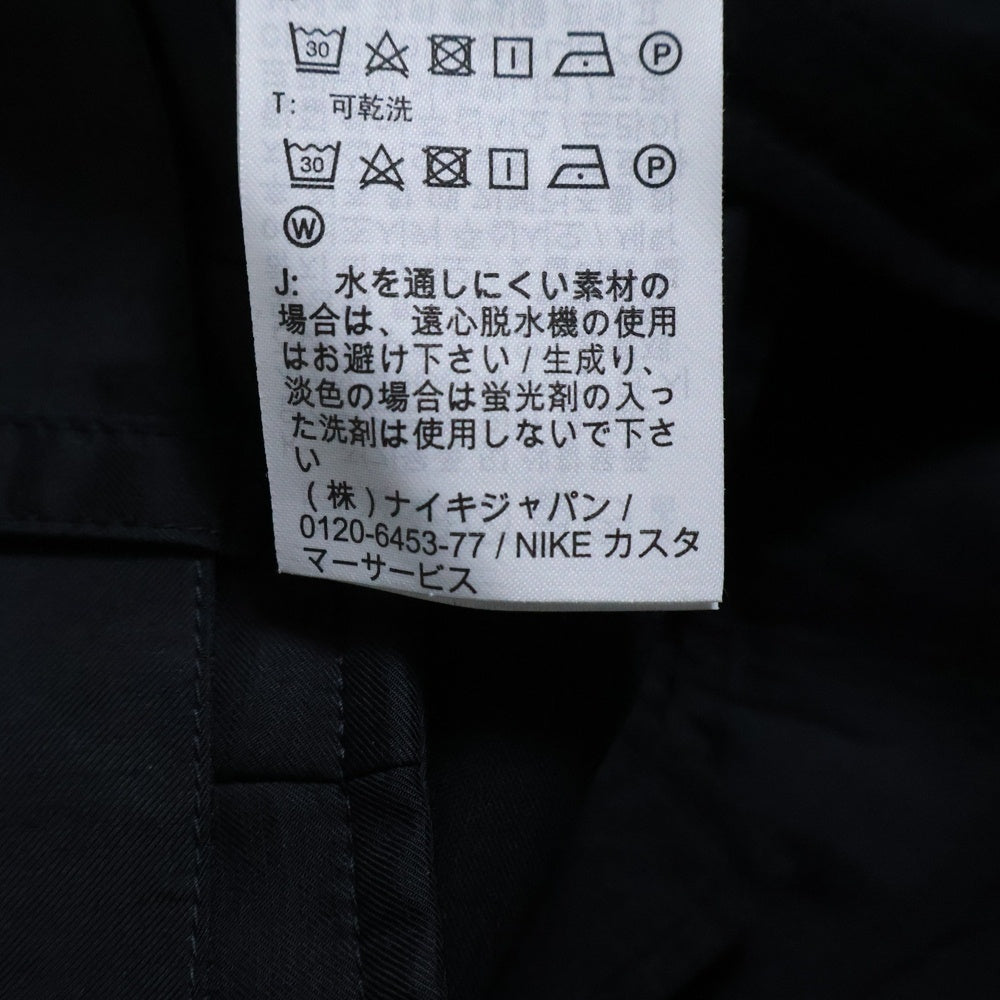 30 P
T: 可乾洗
30 P
W
J: 水を通しにくい素材の
場合は、遠心脱水機の使用
はお避け下さい / 生成り、
淡色の場合は蛍光剤の入っ
た洗剤は使用しないで下さ
い
(株)ナイキジャパン /
0120-6453-77 / NIKE カスタ
マーサービス